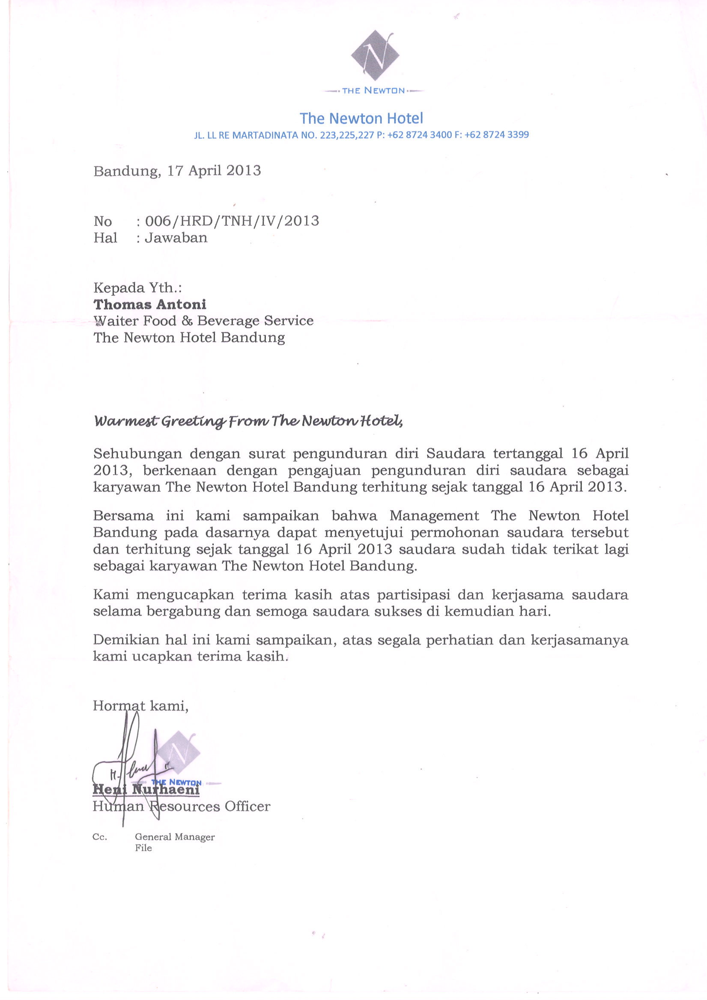 N
THE NEWTON
The Newton Hotel
JL. LL RE MARTADINATA NO. 223,225,227 P: +62 8724 3400 F: +62 8724 3399
Bandung, 17 April 2013
No : 006/HRD/TNH/IV/2013
Hal : Jawaban
Kepada Yth.:
Thomas Antoni
Waiter Food & Beverage Service
The Newton Hotel Bandung
Warmest Greeting From The Newton Hotel,
Sehubungan dengan surat pengunduran diri Saudara tertanggal 16 April
2013, berkenaan dengan pengajuan pengunduran diri saudara sebagai
karyawan The Newton Hotel Bandung terhitung sejak tanggal 16 April 2013.
Bersama ini kami sampaikan bahwa Management The Newton Hotel
Bandung pada dasarnya dapat menyetujui permohonan saudara tersebut
dan terhitung sejak tanggal 16 April 2013 saudara sudah tidak terikat lagi
sebagai karyawan The Newton Hotel Bandung.
Kami mengucapkan terima kasih atas partisipasi dan kerjasama saudara
selama bergabung dan semoga saudara sukses di kemudian hari.
Demikian hal ini kami sampaikan, atas segala perhatian dan kerjasamanya
kami ucapkan terima kasih.
Hormat kami,
N
THE NEWTON
Heni Nurhaeni
Human Resources Officer
Cc. General Manager
File